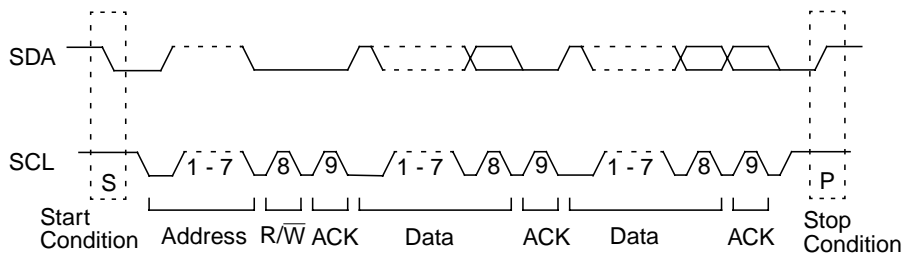 SDA
SCL
1 - 7
8
9
1 - 7
8
9
1 - 7
8
9
S
P
Start
Condition
Address
R/W̅
ACK
Data
ACK
Data
ACK
Stop
Condition